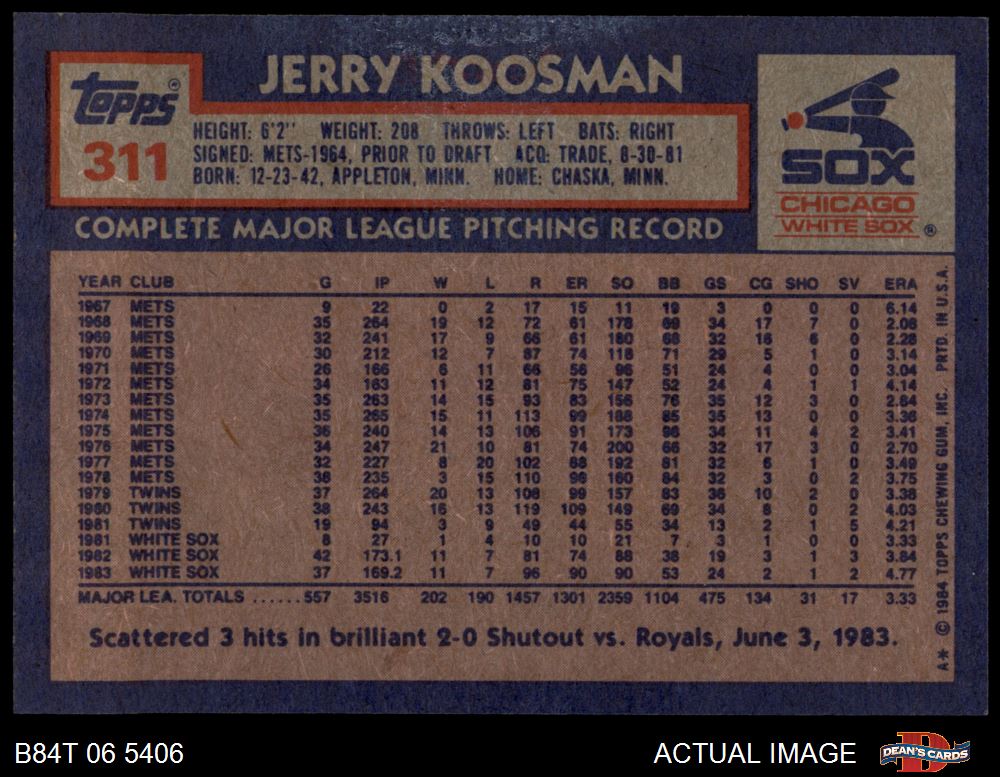 JERRY KOOSMAN
Topps®
311
HEIGHT: 6'2" WEIGHT: 208 THROWS: LEFT BATS: RIGHT
SIGNED: METS-1964, PRIOR TO DRAFT ACQ: TRADE, 8-30-81
BORN: 12-23-42, APPLETON, MINN. HOME: CHASKA, MINN.
SOX
CHICAGO
WHITE SOX ®
COMPLETE MAJOR LEAGUE PITCHING RECORD
YEAR CLUB G IP W L R ER SO BB GS CG SHO SV ERA
1967 METS 9 22 0 2 17 15 11 19 3 0 0 0 6.14
1968 METS 35 264 19 12 72 61 178 69 34 17 7 0 2.08
1969 METS 32 241 17 9 66 61 180 68 32 16 6 0 2.28
1970 METS 30 212 12 7 87 74 118 71 29 5 1 0 3.14
1971 METS 26 166 6 11 66 56 96 51 24 4 0 0 3.04
1972 METS 34 163 11 12 81 75 147 52 24 4 1 1 4.14
1973 METS 35 263 14 15 93 83 156 76 35 12 3 0 2.84
1974 METS 35 265 15 11 113 99 188 85 35 13 0 0 3.36
1975 METS 36 240 14 13 106 91 173 98 34 11 4 2 3.41
1976 METS 34 247 21 10 81 74 200 66 32 17 3 0 2.70
1977 METS 32 227 8 20 102 88 192 81 32 6 1 0 3.49
1978 METS 38 235 3 15 110 98 160 84 32 3 0 2 3.75
1979 TWINS 37 264 20 13 108 99 157 83 36 10 2 0 3.38
1980 TWINS 38 243 16 13 119 109 149 69 34 8 0 2 4.03
1981 TWINS 19 94 3 9 49 44 55 34 13 2 1 5 4.21
1981 WHITE SOX 8 27 1 4 10 10 21 7 3 1 0 0 3.33
1982 WHITE SOX 42 173.1 11 7 81 74 88 38 19 3 1 3 3.84
1983 WHITE SOX 37 169.2 11 7 96 90 90 53 24 2 1 2 4.77
MAJOR LEA. TOTALS ...... 557 3516 202 190 1457 1301 2359 1104 475 134 31 17 3.33
Scattered 3 hits in brilliant 2-0 Shutout vs. Royals, June 3, 1983.
A* © 1984 TOPPS CHEWING GUM, INC. PRTD. IN U.S.A.
B84T 06 5406
ACTUAL IMAGE
DEAN'S CARDS